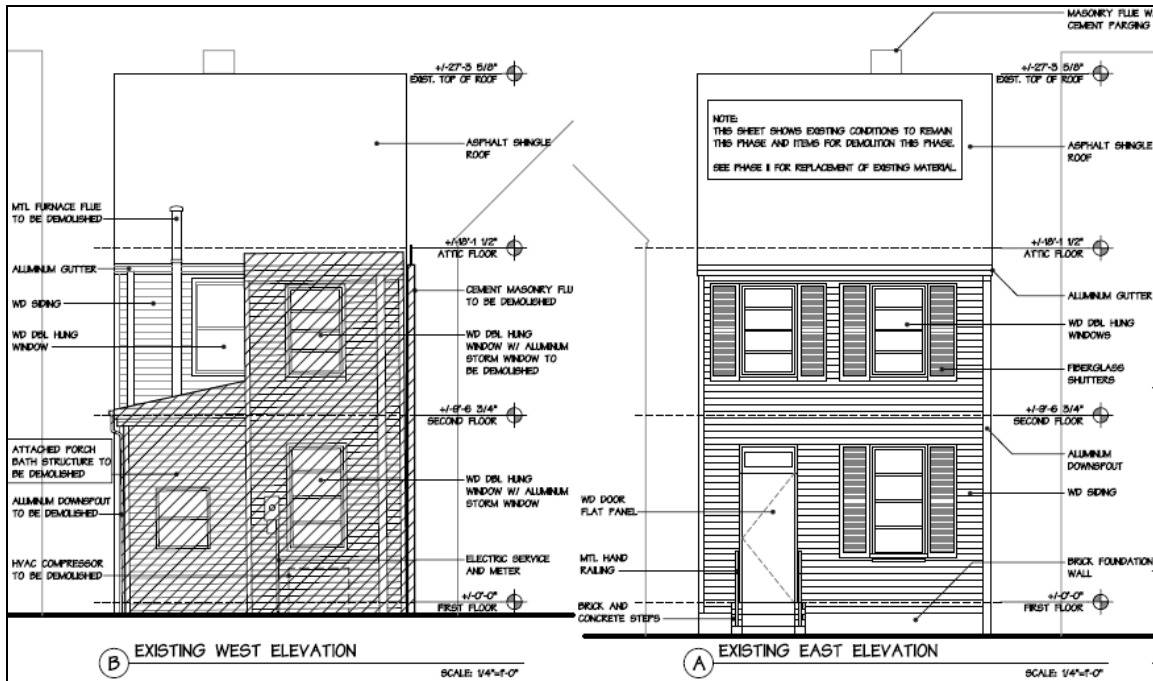 +/-27'-3 5/8"
EXIST. TOP OF ROOF
ASPHALT SHINGLE
ROOF
MTL FURNACE FLUE
TO BE DEMOLISHED
+/-18'-1 1/2"
ATTIC FLOOR
ALUMINUM GUTTER
WD SIDING
WD DBL HUNG
WINDOW
CEMENT MASONRY FLU
TO BE DEMOLISHED
WD DBL HUNG
WINDOW W/ ALUMINUM
STORM WINDOW TO
BE DEMOLISHED
+/-9'-6 3/4"
SECOND FLOOR
ATTACHED PORCH
BATH STRUCTURE TO
BE DEMOLISHED
ALUMINUM DOWNSPOUT
TO BE DEMOLISHED
HVAC COMPRESSOR
TO BE DEMOLISHED
WD DBL HUNG
WINDOW W/ ALUMINUM
STORM WINDOW
ELECTRIC SERVICE
AND METER
+/-0'-0"
FIRST FLOOR
B
EXISTING WEST ELEVATION
SCALE: 1/4"=1'-0"
MASONRY FLUE W
CEMENT PARGING
+/-27'-3 5/8"
EXIST. TOP OF ROOF
NOTE:
THIS SHEET SHOWS EXISTING CONDITIONS TO REMAIN
THIS PHASE AND ITEMS FOR DEMOLITION THIS PHASE.
SEE PHASE II FOR REPLACEMENT OF EXISTING MATERIAL
ASPHALT SHINGLE
ROOF
+/-18'-1 1/2"
ATTIC FLOOR
ALUMINUM GUTTER
WD DBL HUNG
WINDOWS
FIBERGLASS
SHUTTERS
+/-9'-6 3/4"
SECOND FLOOR
ALUMINUM
DOWNSPOUT
WD SIDING
WD DOOR
FLAT PANEL
MTL HAND
RAILING
BRICK AND
CONCRETE STEPS
BRICK FOUNDATION
WALL
+/-0'-0"
FIRST FLOOR
A
EXISTING EAST ELEVATION
SCALE: 1/4"=1'-0"